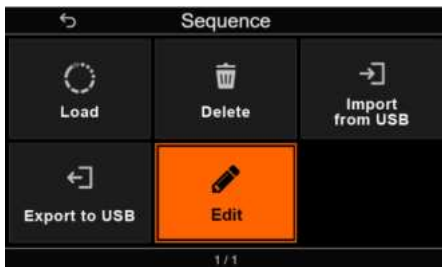 Sequence
Load
Delete
Import
from USB
Export to USB
Edit
1/1